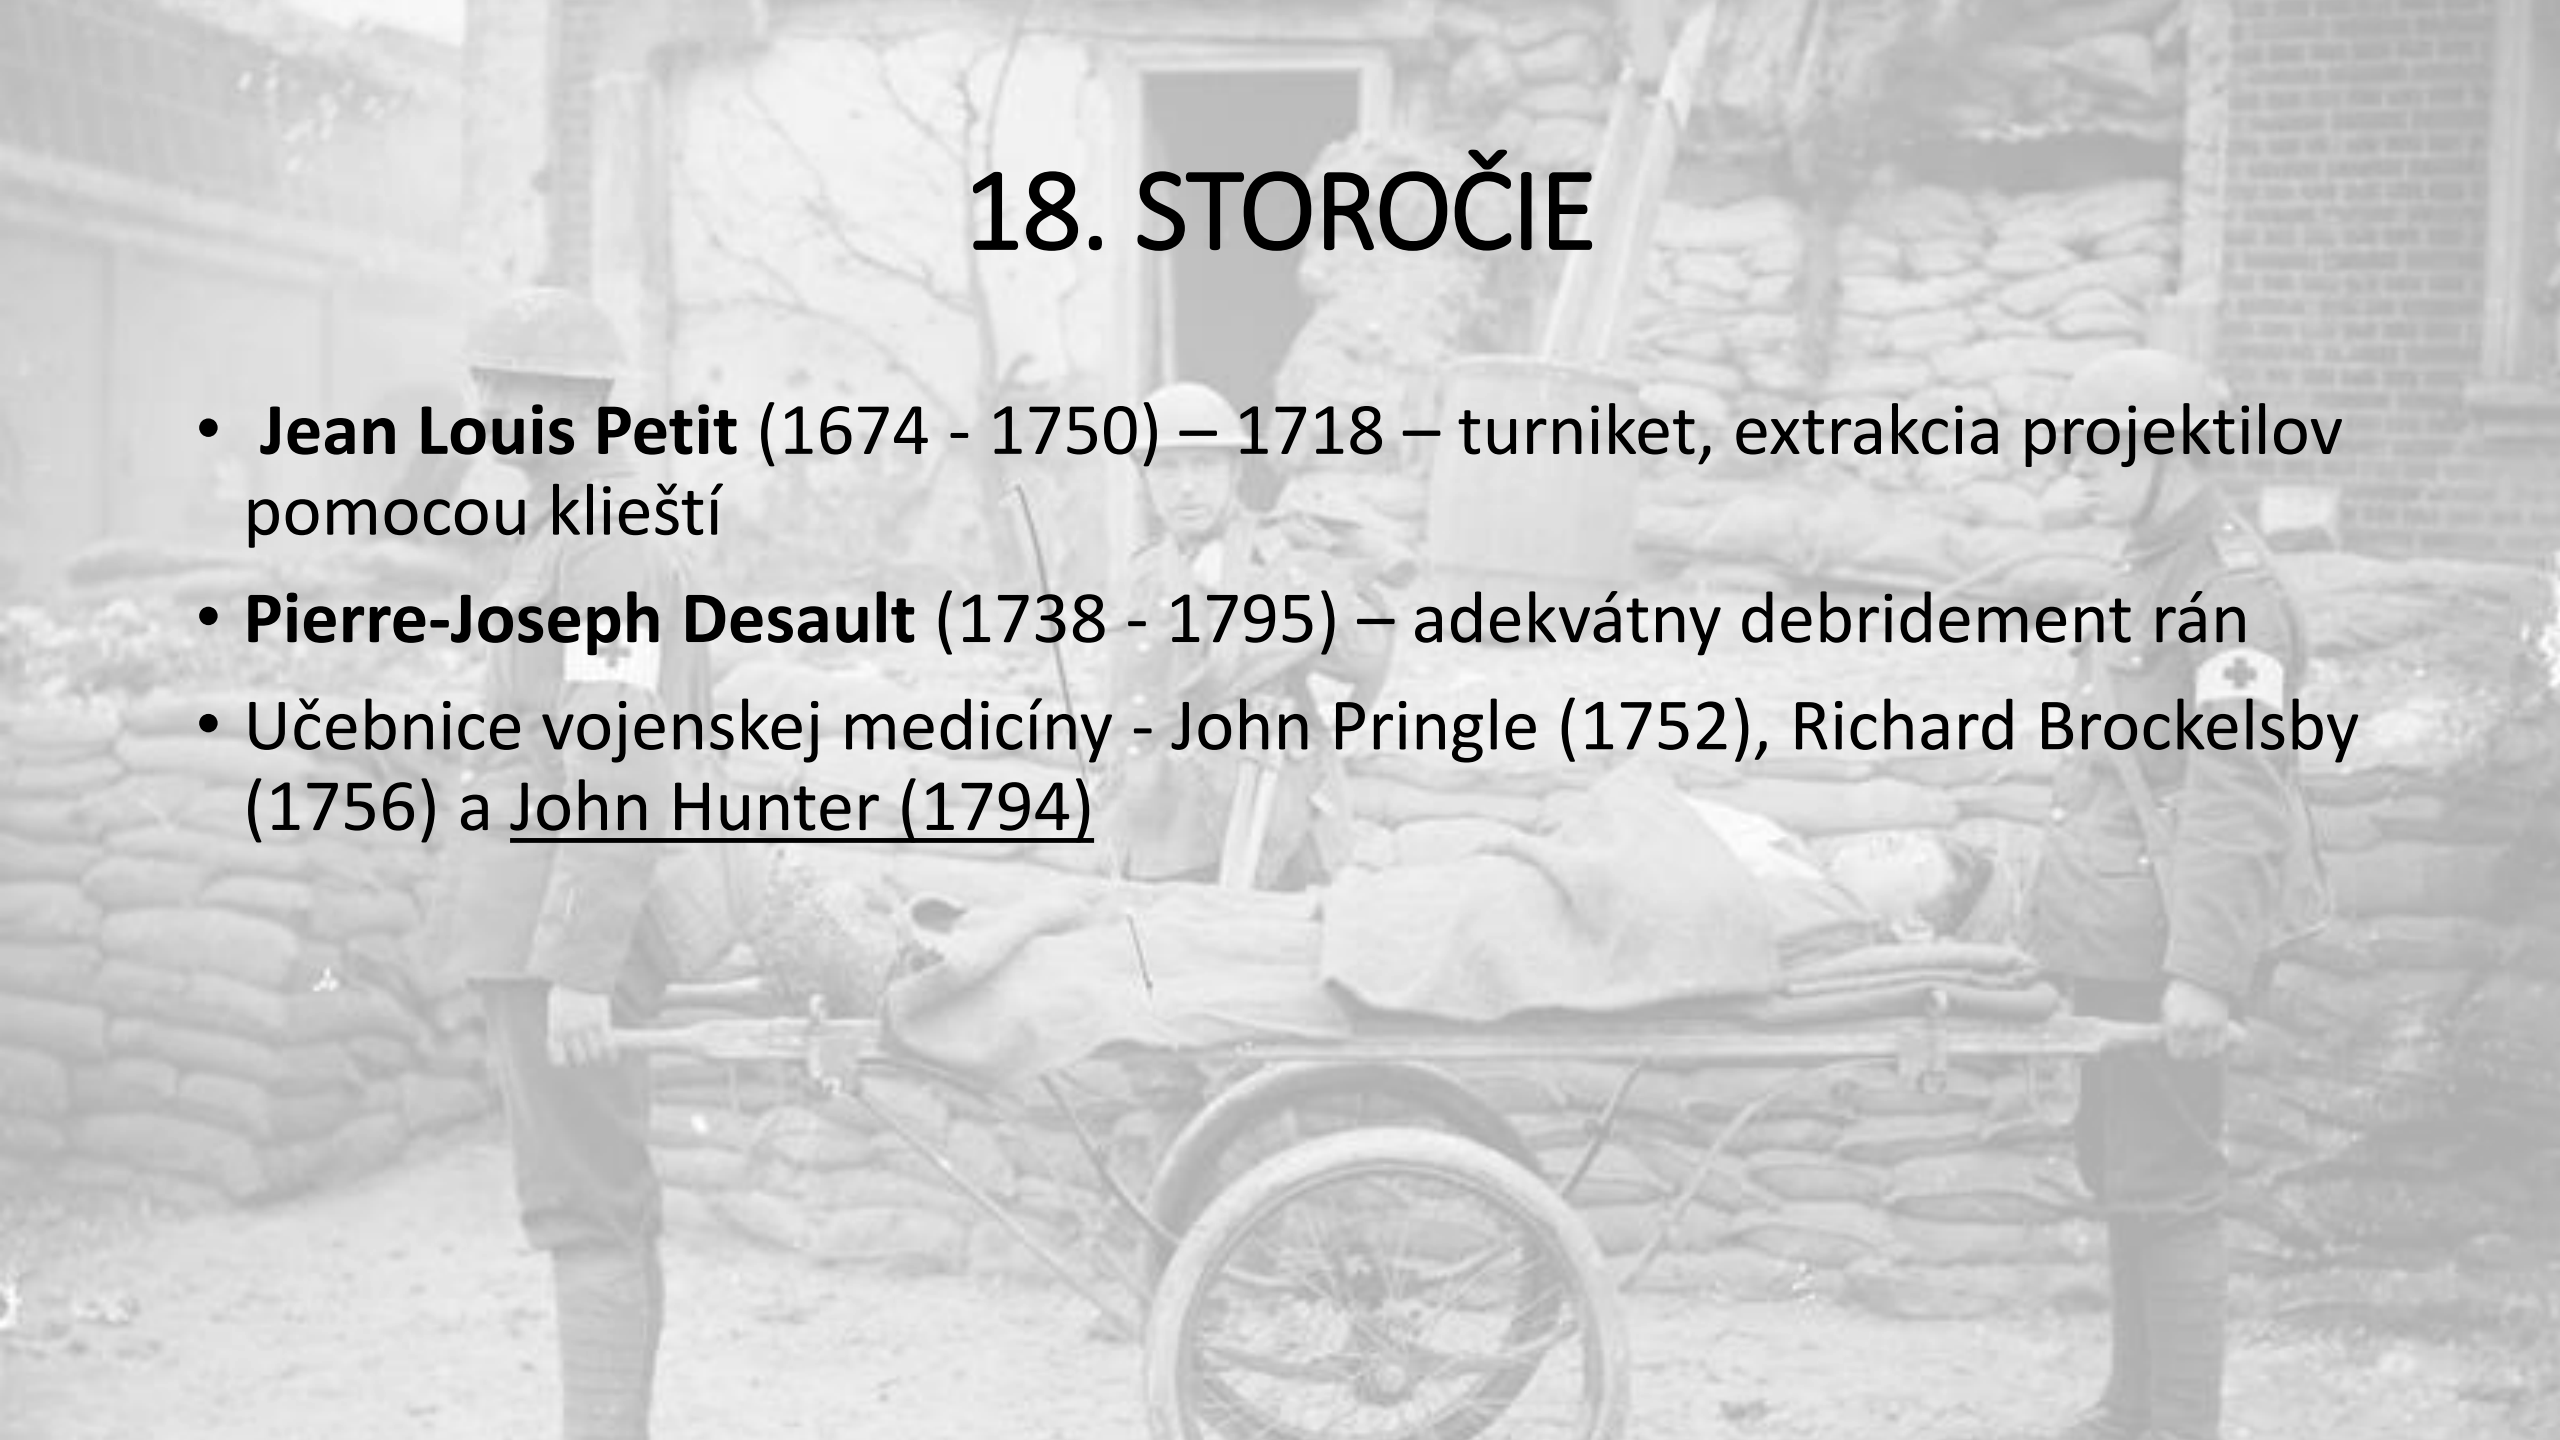 18. STOROČIE
• Jean Louis Petit (1674 - 1750) – 1718 – turniket, extrakcia projektilov
pomocou klieští
• Pierre-Joseph Desault (1738 - 1795) – adekvátny debridement rán
• Učebnice vojenskej medicíny - John Pringle (1752), Richard Brockelsby
(1756) a John Hunter (1794)